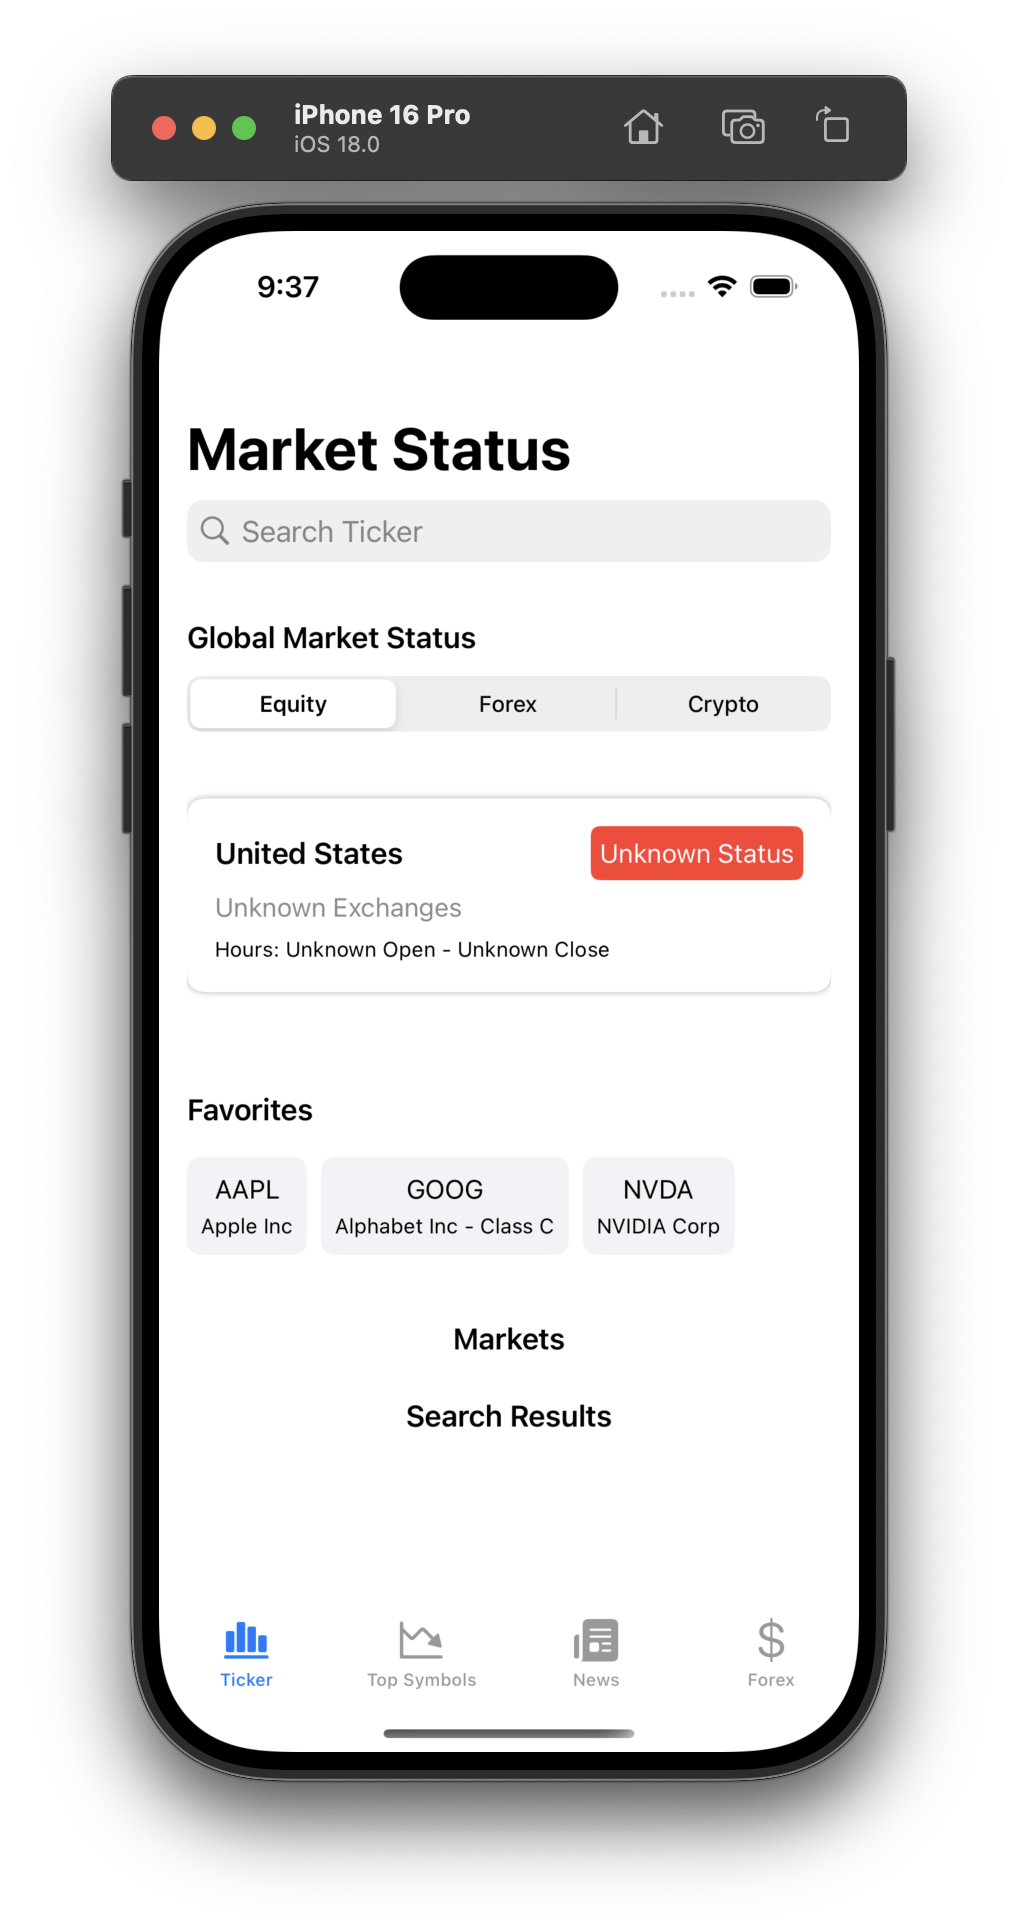 iPhone 16 Pro
iOS 18.0
9:37
Market Status
Search Ticker
Global Market Status
Equity Forex Crypto
United States Unknown Status
Unknown Exchanges
Hours: Unknown Open - Unknown Close
Favorites
AAPL GOOG NVDA
Apple Inc Alphabet Inc - Class C NVIDIA Corp
Markets
Search Results
Ticker Top Symbols News Forex